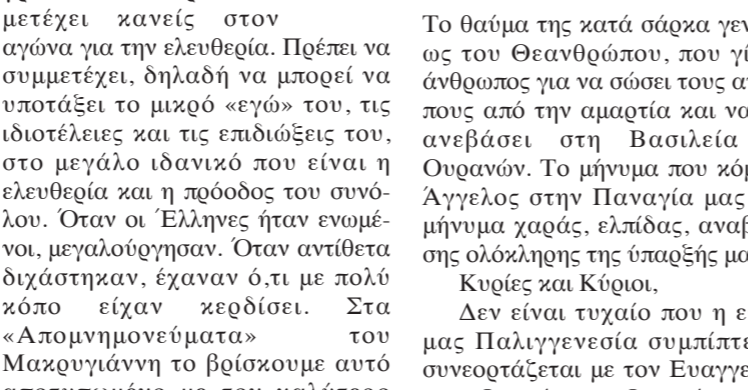 μετέχει κανείς στον
αγώνα για την ελευθερία. Πρέπει να
συμμετέχει, δηλαδή να μπορεί να
υποτάξει το μικρό «εγώ» του, τις
ιδιοτέλειες και τις επιδιώξεις του,
στο μεγάλο ιδανικό που είναι η
ελευθερία και η πρόοδος του συνό-
λου. Όταν οι Έλληνες ήταν ενωμέ-
νοι, μεγαλούργησαν. Όταν αντίθετα
διχάστηκαν, έχαναν ό,τι με πολύ
κόπο είχαν κερδίσει. Στα
«Απομνημονεύματα» του
Μακρυγιάννη το βρίσκουμε αυτό
Το θαύμα της κατά σάρκα γεν
ως του Θεανθρώπου, που γί
άνθρωπος για να σώσει τους α
πους από την αμαρτία και να
ανεβάσει στη Βασιλεία
Ουρανών. Το μήνυμα που κόμ
Άγγελος στην Παναγία μας
μήνυμα χαράς, ελπίδας, αναβ
σης ολόκληρης της ύπαρξής μα
Κυρίες και Κύριοι,
Δεν είναι τυχαίο που η ε
μας Παλιγγενεσία συμπίπτε
συνεορτάζεται με τον Ευαγγε